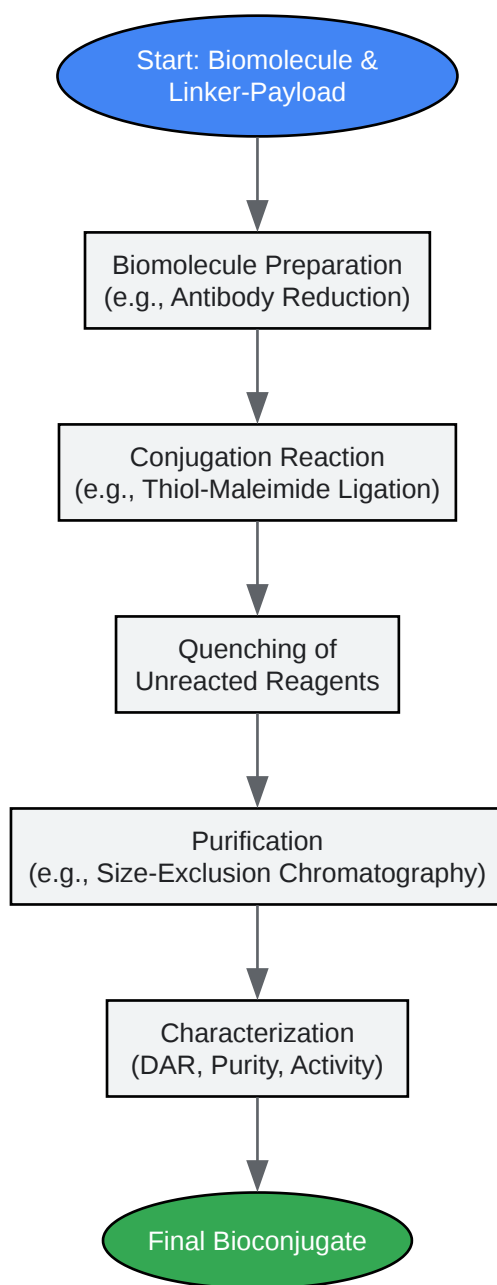 Start: Biomolecule &
Linker-Payload
Biomolecule Preparation
(e.g., Antibody Reduction)
Conjugation Reaction
(e.g., Thiol-Maleimide Ligation)
Quenching of
Unreacted Reagents
Purification
(e.g., Size-Exclusion Chromatography)
Characterization
(DAR, Purity, Activity)
Final Bioconjugate